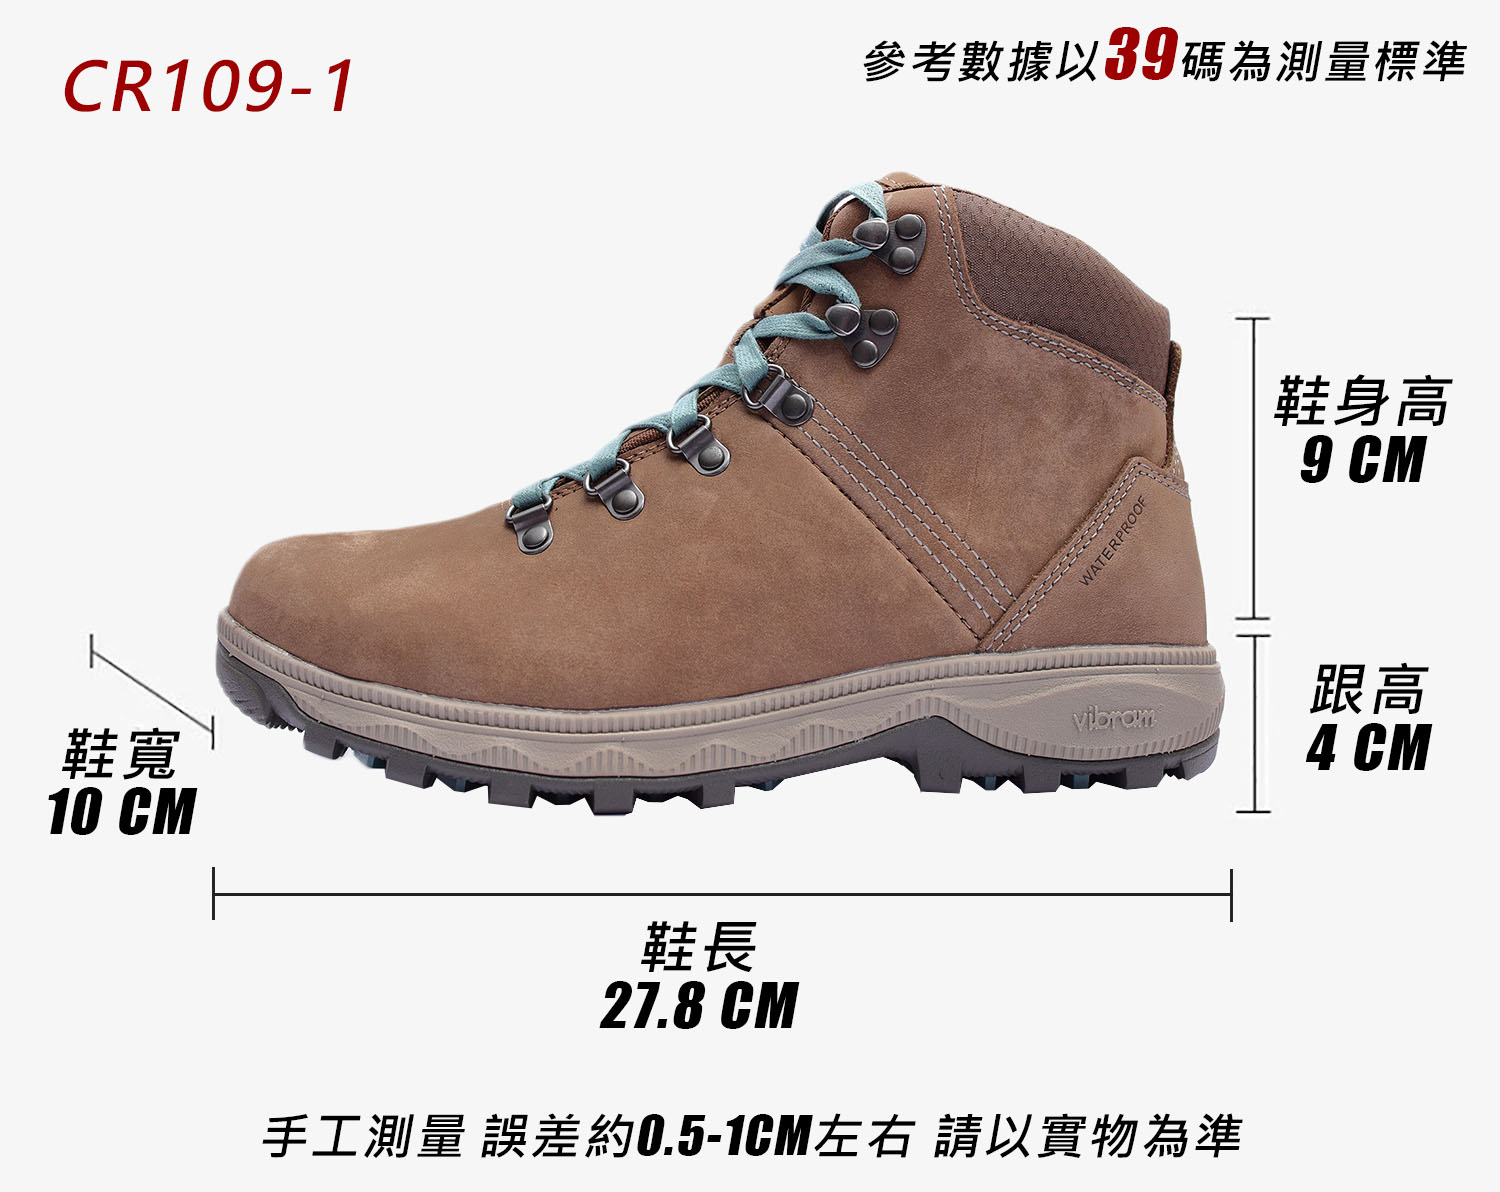 CR109-1
參考數據以39碼為測量標準
鞋身高
9 CM
WATERPROOF
跟高
4 CM
vibram
鞋寬
10 CM
鞋長
27.8 CM
手工測量 誤差約0.5-1CM左右 請以實物為準